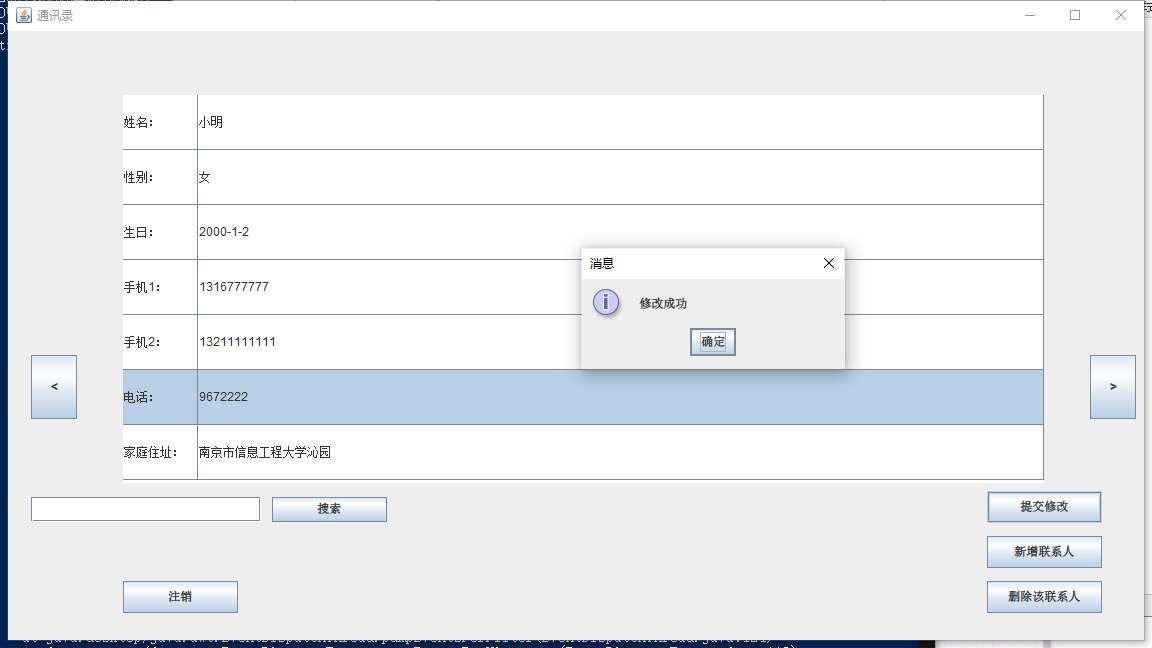 通讯录
姓名: 小明
性别: 女
生日: 2000-1-2
手机1: 1316777777
手机2: 13211111111
电话: 9672222
家庭住址: 南京市信息工程大学沁园
消息
修改成功
确定
<
>
搜索
提交修改
新增联系人
注销
删除该联系人